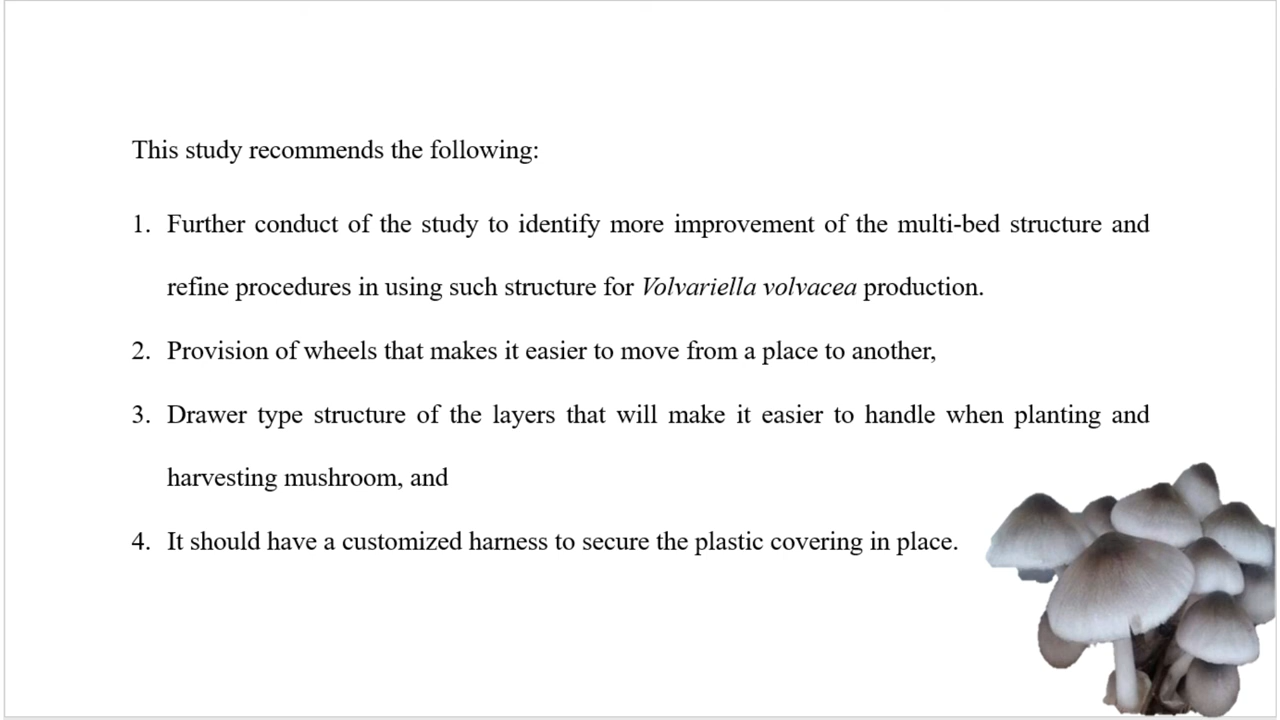 This study recommends the following:
1. Further conduct of the study to identify more improvement of the multi-bed structure and
refine procedures in using such structure for Volvariella volvacea production.
2. Provision of wheels that makes it easier to move from a place to another,
3. Drawer type structure of the layers that will make it easier to handle when planting and
harvesting mushroom, and
4. It should have a customized harness to secure the plastic covering in place.